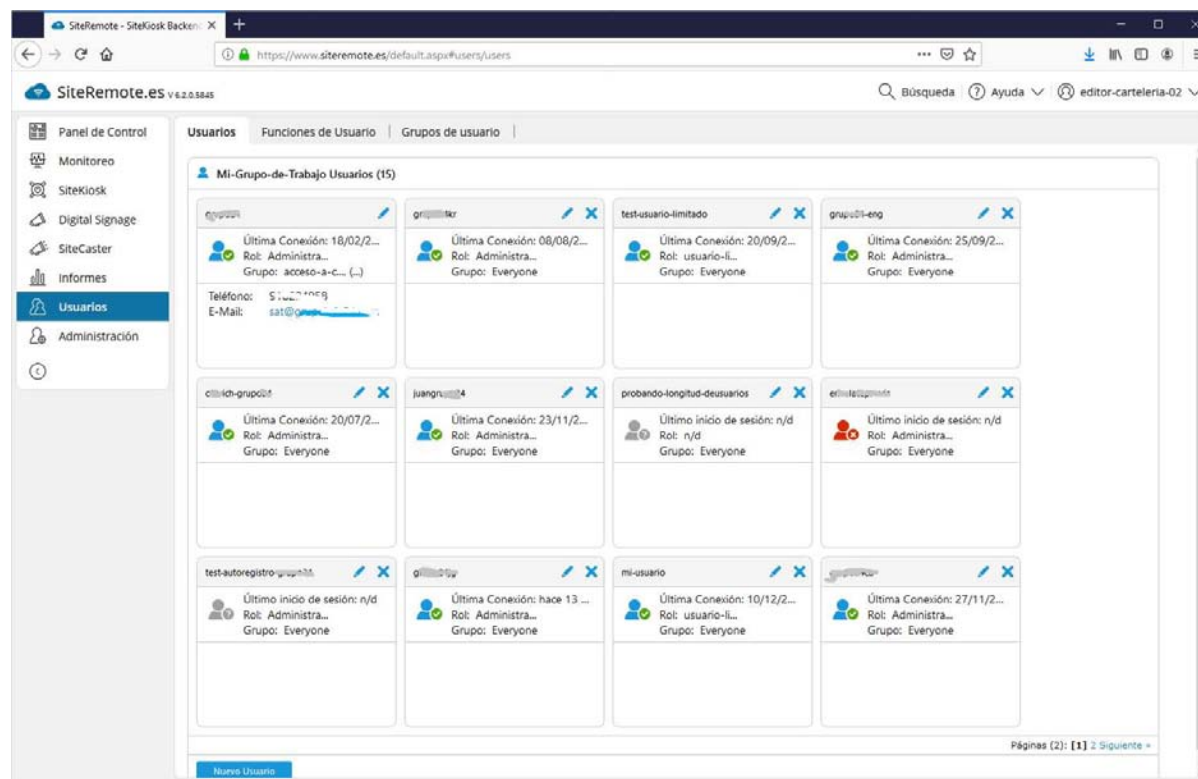 SiteRemote - SiteKiosk Backen
https://www.siteremote.es/default.aspx#users/users
SiteRemote.es V 6.2.0.5845
Búsqueda
Ayuda
editor-carteleria-02
Panel de Control
Monitoreo
SiteKiosk
Digital Signage
SiteCaster
Informes
Usuarios
Administración
Usuarios
Funciones de Usuario
Grupos de usuario
Mi-Grupo-de-Trabajo Usuarios (15)
Última Conexión: 18/02/2...
Rol: Administra...
Grupo: acceso-a-c... (...)
Teléfono:
E-Mail:
Última Conexión: 08/08/2...
Rol: Administra...
Grupo: Everyone
test-usuario-limitado
Última Conexión: 20/09/2...
Rol: usuario-li...
Grupo: Everyone
Última Conexión: 25/09/2...
Rol: Administra...
Grupo: Everyone
Última Conexión: 20/07/2...
Rol: Administra...
Grupo: Everyone
Última Conexión: 23/11/2...
Rol: Administra...
Grupo: Everyone
probando-longitud-deusuarios
Último inicio de sesión: n/d
Rol: n/d
Grupo: Everyone
Último inicio de sesión: n/d
Rol: Administra...
Grupo: Everyone
Último inicio de sesión: n/d
Rol: Administra...
Grupo: Everyone
Última Conexión: hace 13 ...
Rol: Administra...
Grupo: Everyone
mi-usuario
Última Conexión: 10/12/2...
Rol: usuario-li...
Grupo: Everyone
Última Conexión: 27/11/2...
Rol: Administra...
Grupo: Everyone
Páginas (2): [1] 2 Siguiente »
Nuevo Usuario